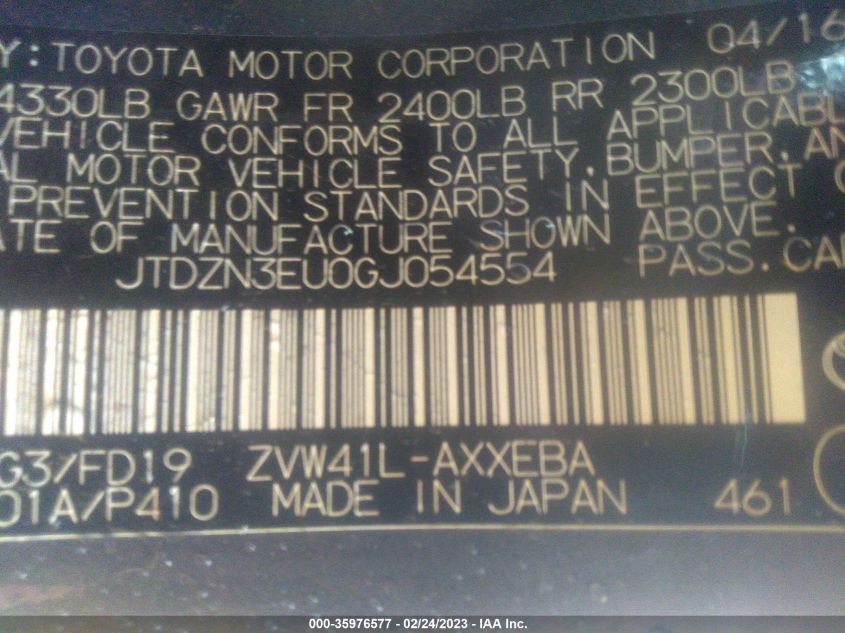 Y:TOYOTA MOTOR CORPORATION 04/16
4330LB GAWR FR 2400LB RR 2300LB
VEHICLE CONFORMS TO ALL APPLICABL
AL MOTOR VEHICLE SAFETY, BUMPER, AN
PREVENTION STANDARDS IN EFFECT O
ATE OF MANUFACTURE SHOWN ABOVE.
JTDZN3EU0GJ054554 PASS.CAR
G3/FD19 ZVW41L-AXXEBA
01A/P410 MADE IN JAPAN 461
000-35976577 - 02/24/2023 - IAA Inc.